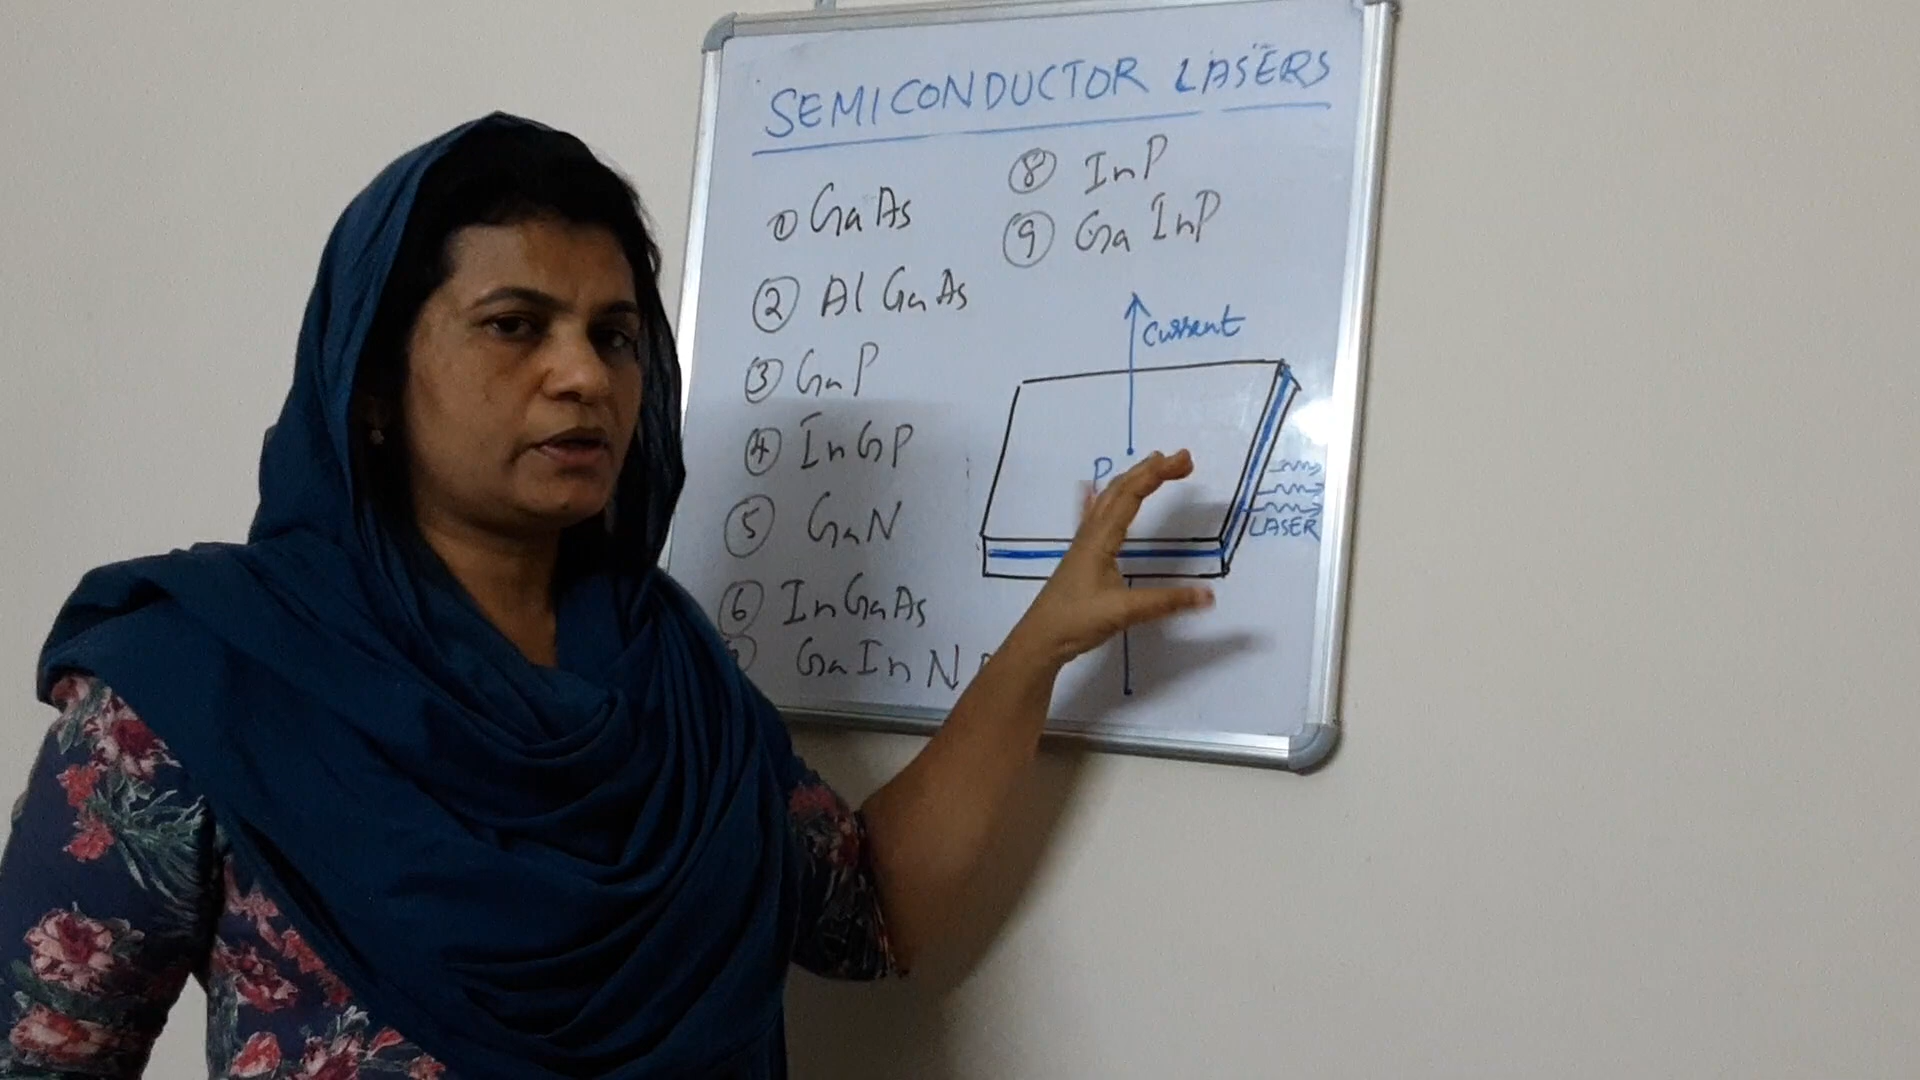 SEMICONDUCTOR LASERS
① GaAs
② AlGaAs
③ GaP
④ InGP
⑤ GaN
⑥ InGaAs
GaInN
⑧ InP
⑨ GaInP
Current
P
LASER